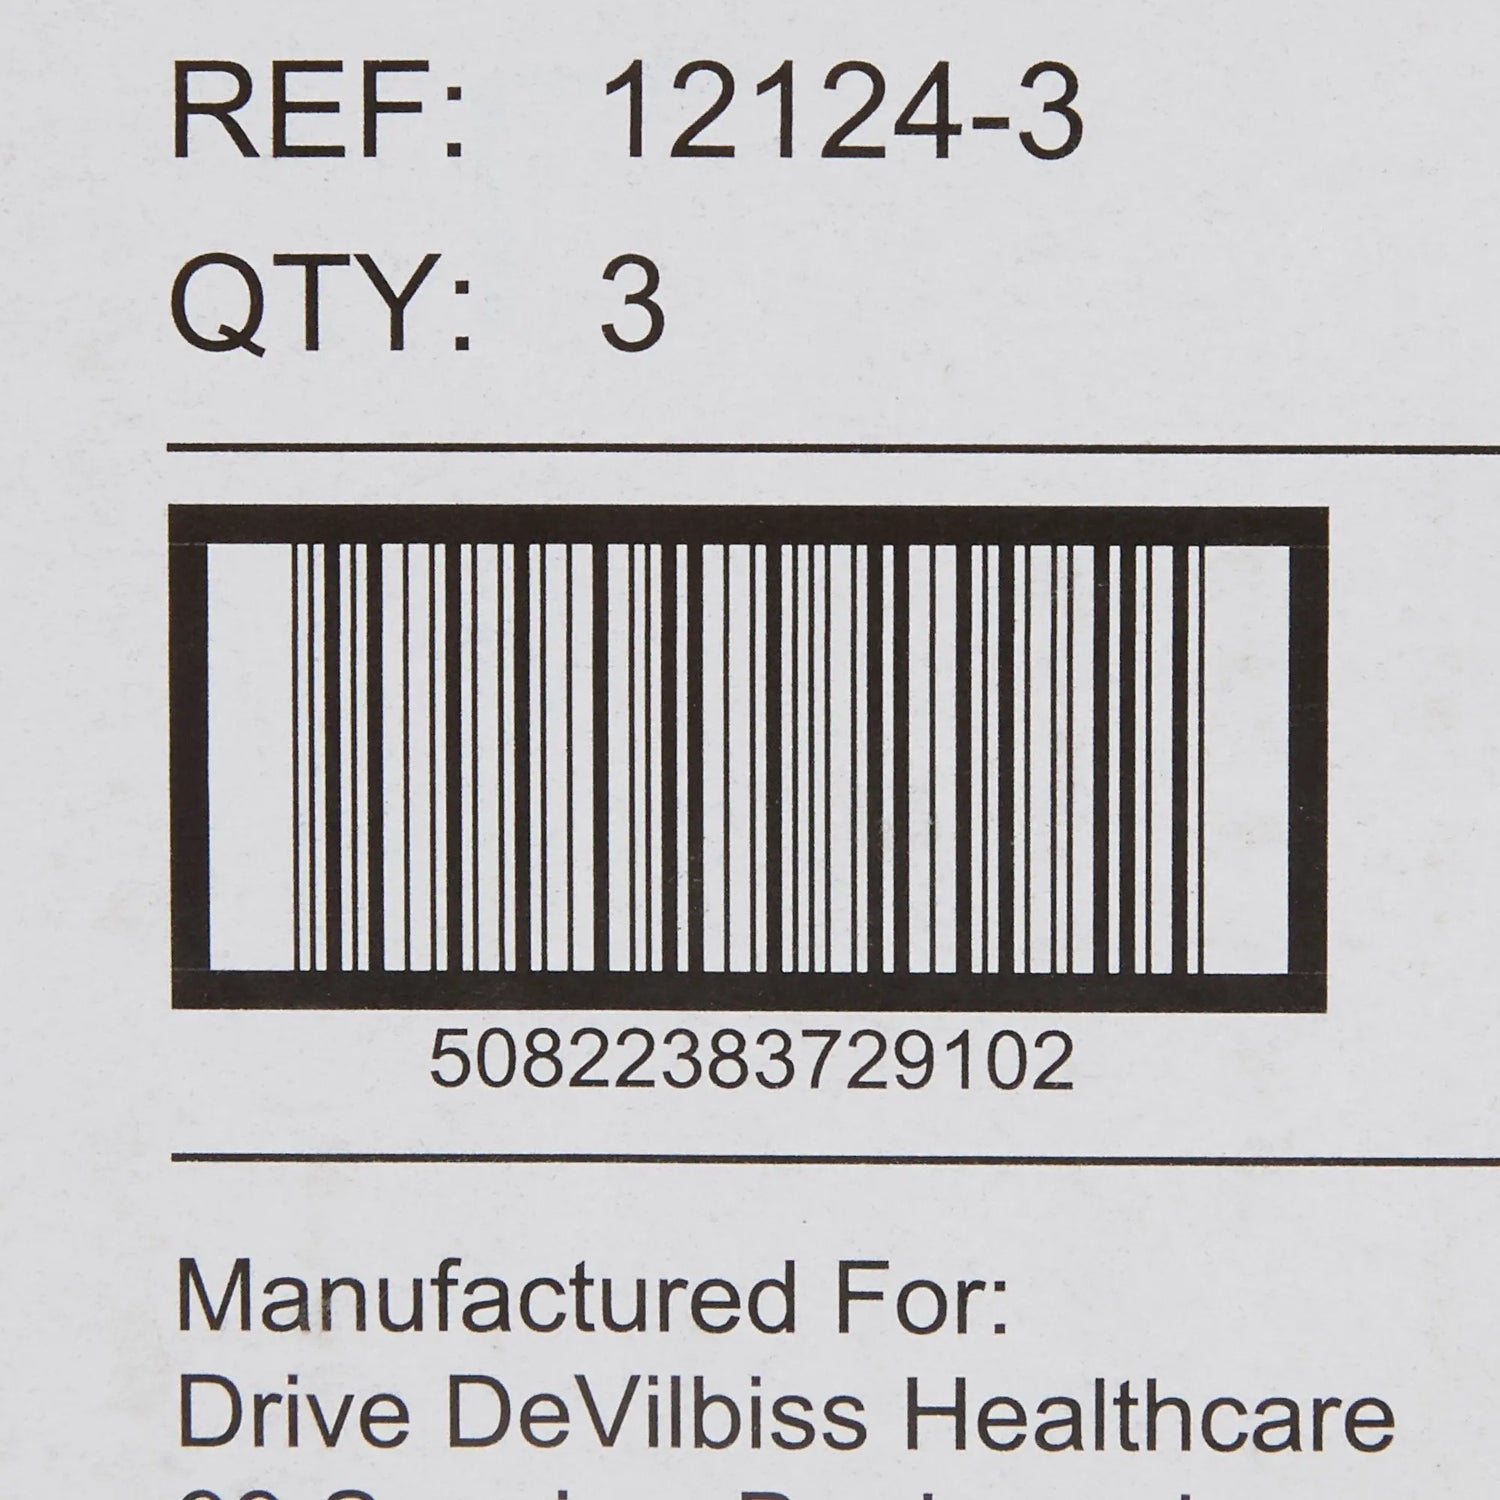 REF: 12124-3
QTY: 3
50822383729102
Manufactured For:
Drive DeVilbiss Healthcare